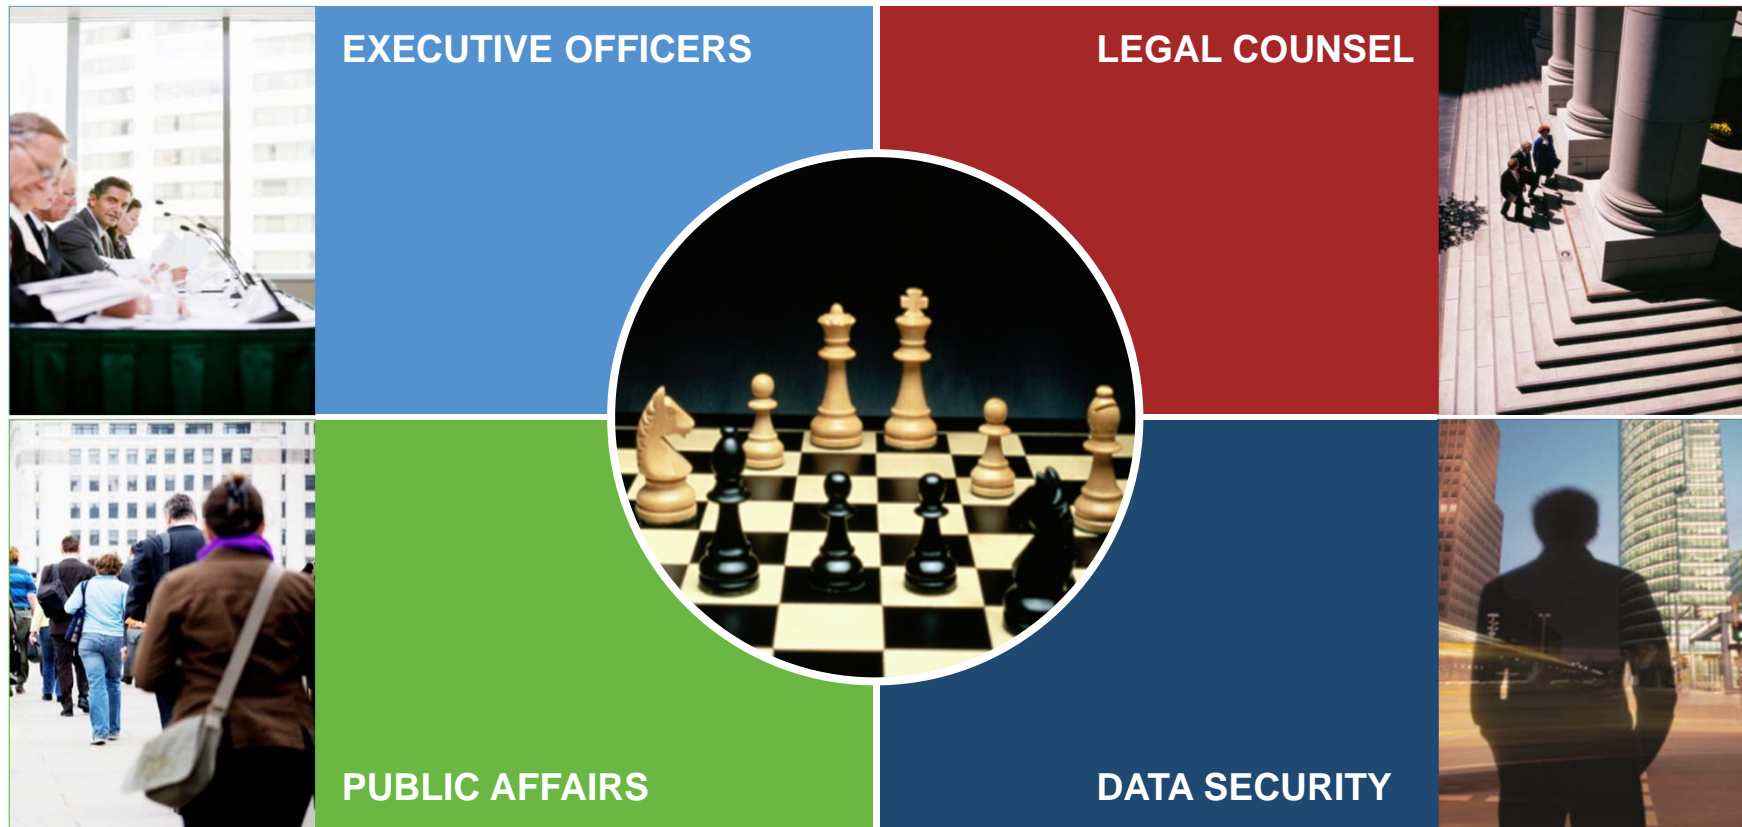 EXECUTIVE OFFICERS
LEGAL COUNSEL
PUBLIC AFFAIRS
DATA SECURITY